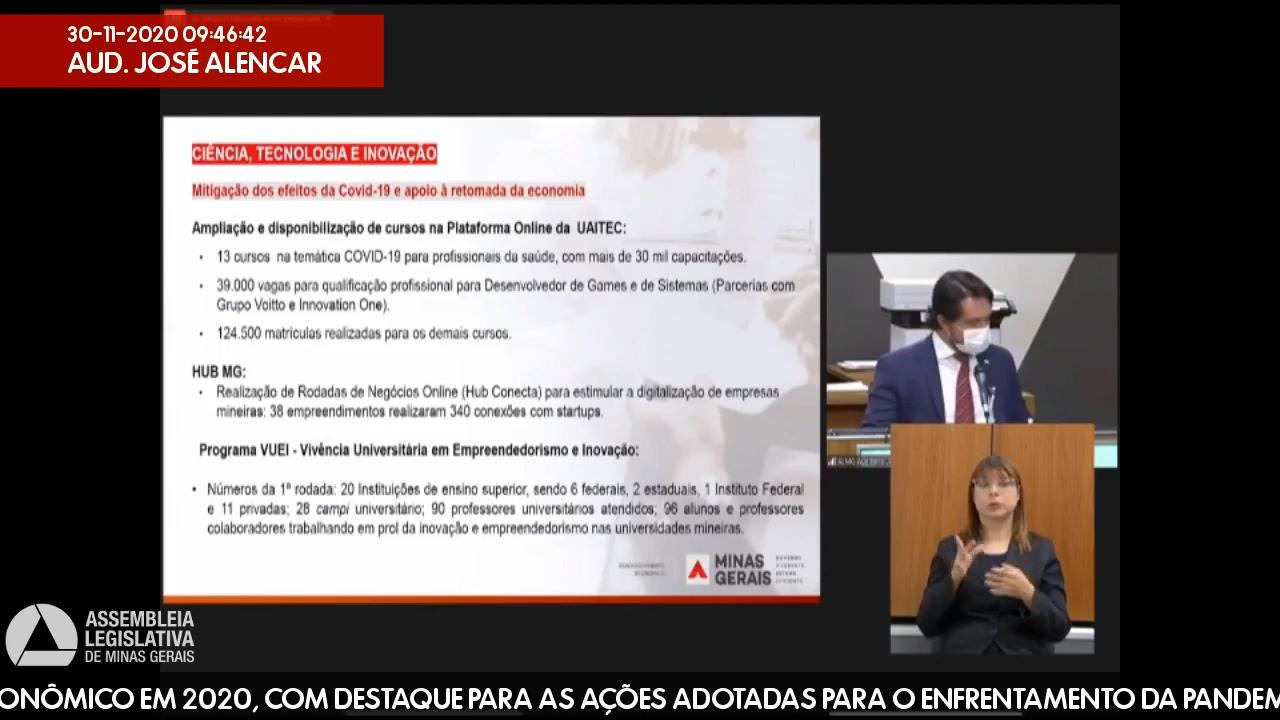 30-11-2020 09:46:42
AUD. JOSÉ ALENCAR
CIÊNCIA, TECNOLOGIA E INOVAÇÃO
Mitigação dos efeitos da Covid-19 e apoio à retomada da economia
Ampliação e disponibilização de cursos na Plataforma Online da UAITEC:
• 13 cursos na temática COVID-19 para profissionais da saúde, com mais de 30 mil capacitações.
• 39.000 vagas para qualificação profissional para Desenvolvedor de Games e de Sistemas (Parcerias com
Grupo Voitto e Innovation One).
• 124.500 matrículas realizadas para os demais cursos.
HUB MG:
• Realização de Rodadas de Negócios Online (Hub Conecta) para estimular a digitalização de empresas
mineiras: 38 empreendimentos realizaram 340 conexões com startups.
Programa VUEI - Vivência Universitária em Empreendedorismo e Inovação:
• Números da 1ª rodada: 20 Instituições de ensino superior, sendo 6 federais, 2 estaduais, 1 Instituto Federal
e 11 privadas; 28 campi universitário; 90 professores universitários atendidos; 96 alunos e professores
colaboradores trabalhando em prol da inovação e empreendedorismo nas universidades mineiras.
MINAS
GERAIS
ASSEMBLEIA
LEGISLATIVA
DE MINAS GERAIS
ONÔMICO EM 2020, COM DESTAQUE PARA AS AÇÕES ADOTADAS PARA O ENFRENTAMENTO DA PANDEM